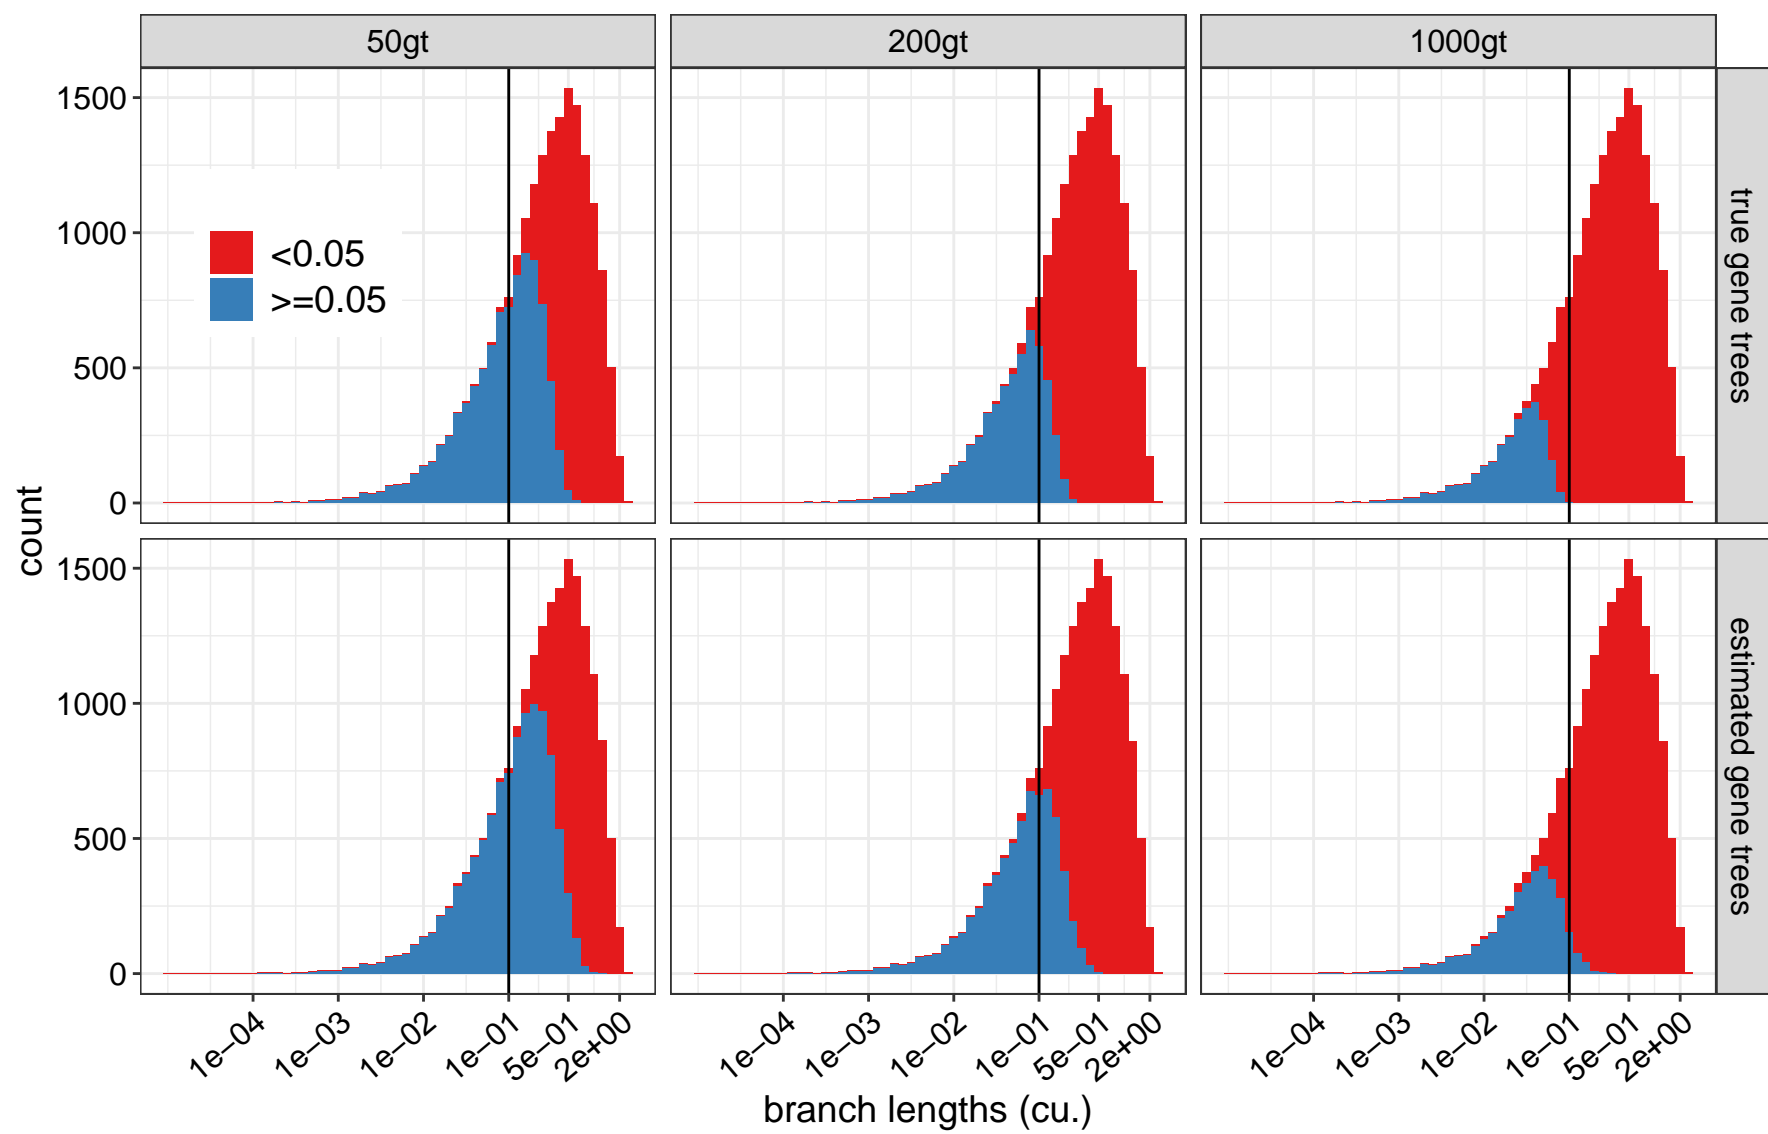 50gt
200gt
1000gt
1500
1000
500
0
<0.05
>=0.05
true gene trees
count
1500
1000
500
0
estimated gene trees
1e−04
1e−03
1e−02
1e−01
5e−01
2e+00
1e−04
1e−03
1e−02
1e−01
5e−01
2e+00
1e−04
1e−03
1e−02
1e−01
5e−01
2e+00
branch lengths (cu.)